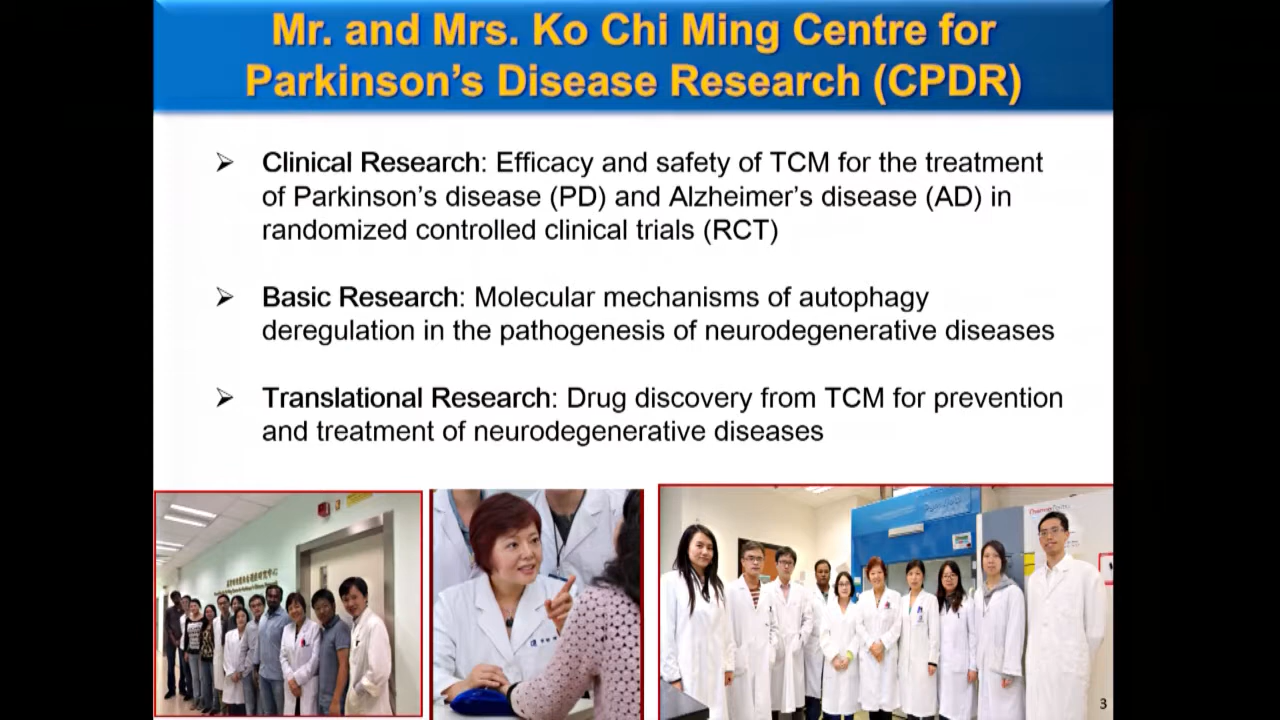 Mr. and Mrs. Ko Chi Ming Centre for
Parkinson’s Disease Research (CPDR)
➢ Clinical Research: Efficacy and safety of TCM for the treatment
of Parkinson’s disease (PD) and Alzheimer’s disease (AD) in
randomized controlled clinical trials (RCT)
➢ Basic Research: Molecular mechanisms of autophagy
deregulation in the pathogenesis of neurodegenerative diseases
➢ Translational Research: Drug discovery from TCM for prevention
and treatment of neurodegenerative diseases
3